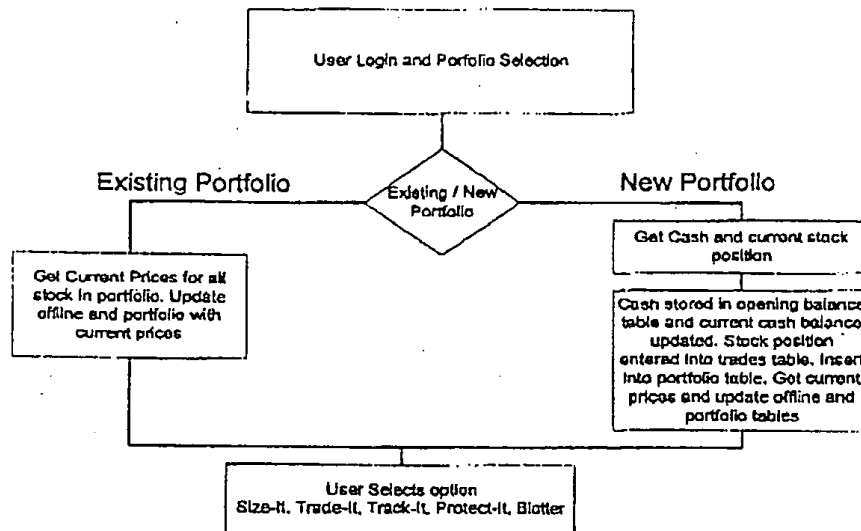 User Login and Porfolio Selection
Existing Portfolio
Existing / New
Portfolio
New Portfolio
Get Cash and current stock
position
Get Current Prices for all
stock in portfolio. Update
offline and portfolio with
current prices
Cash stored in opening balance
table and current cash balance
updated. Stock position
entered into trades table. Insert
into portfolio table. Get current
prices and update offline and
portfolio tables
User Selects option
Size-it, Trade-it, Track-it, Protect-it, Blotter